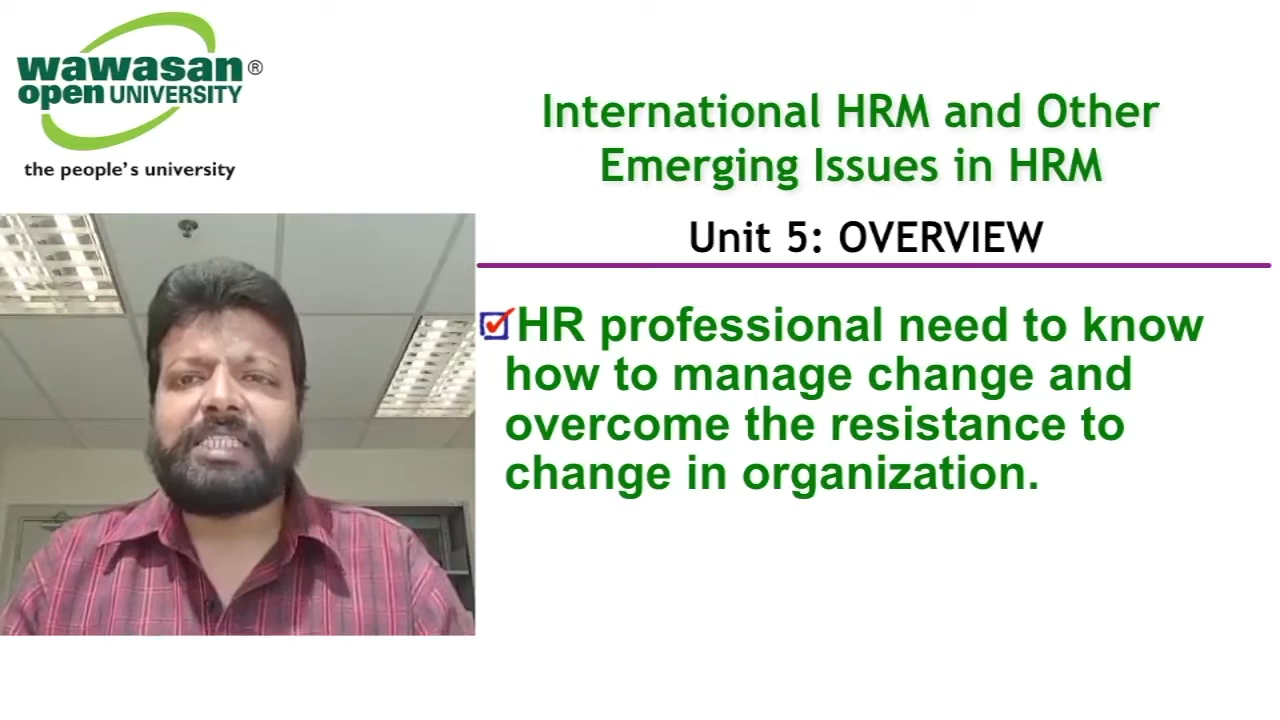 wawasan®
open UNIVERSITY
the people's university
International HRM and Other
Emerging Issues in HRM
Unit 5: OVERVIEW
HR professional need to know
how to manage change and
overcome the resistance to
change in organization.